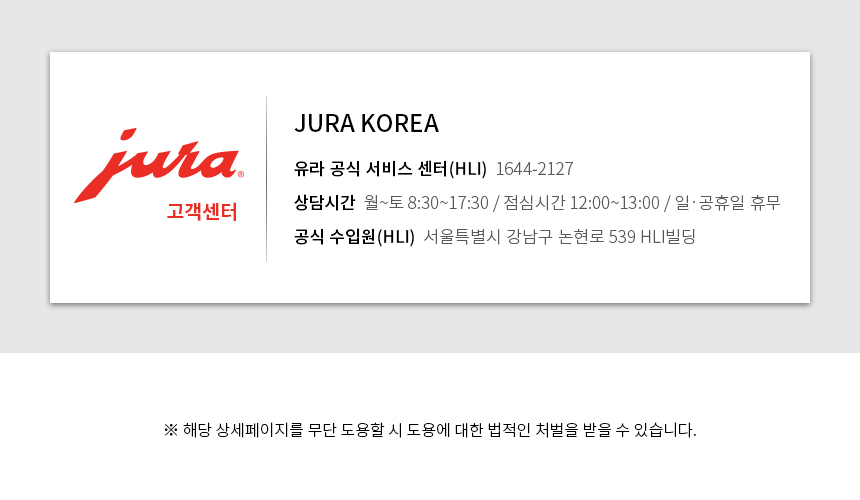 jura®
고객센터
JURA KOREA
유라 공식 서비스 센터(HLI) 1644-2127
상담시간 월~토 8:30~17:30 / 점심시간 12:00~13:00 / 일·공휴일 휴무
공식 수입원(HLI) 서울특별시 강남구 논현로 539 HLI빌딩
※ 해당 상세페이지를 무단 도용할 시 도용에 대한 법적인 처벌을 받을 수 있습니다.